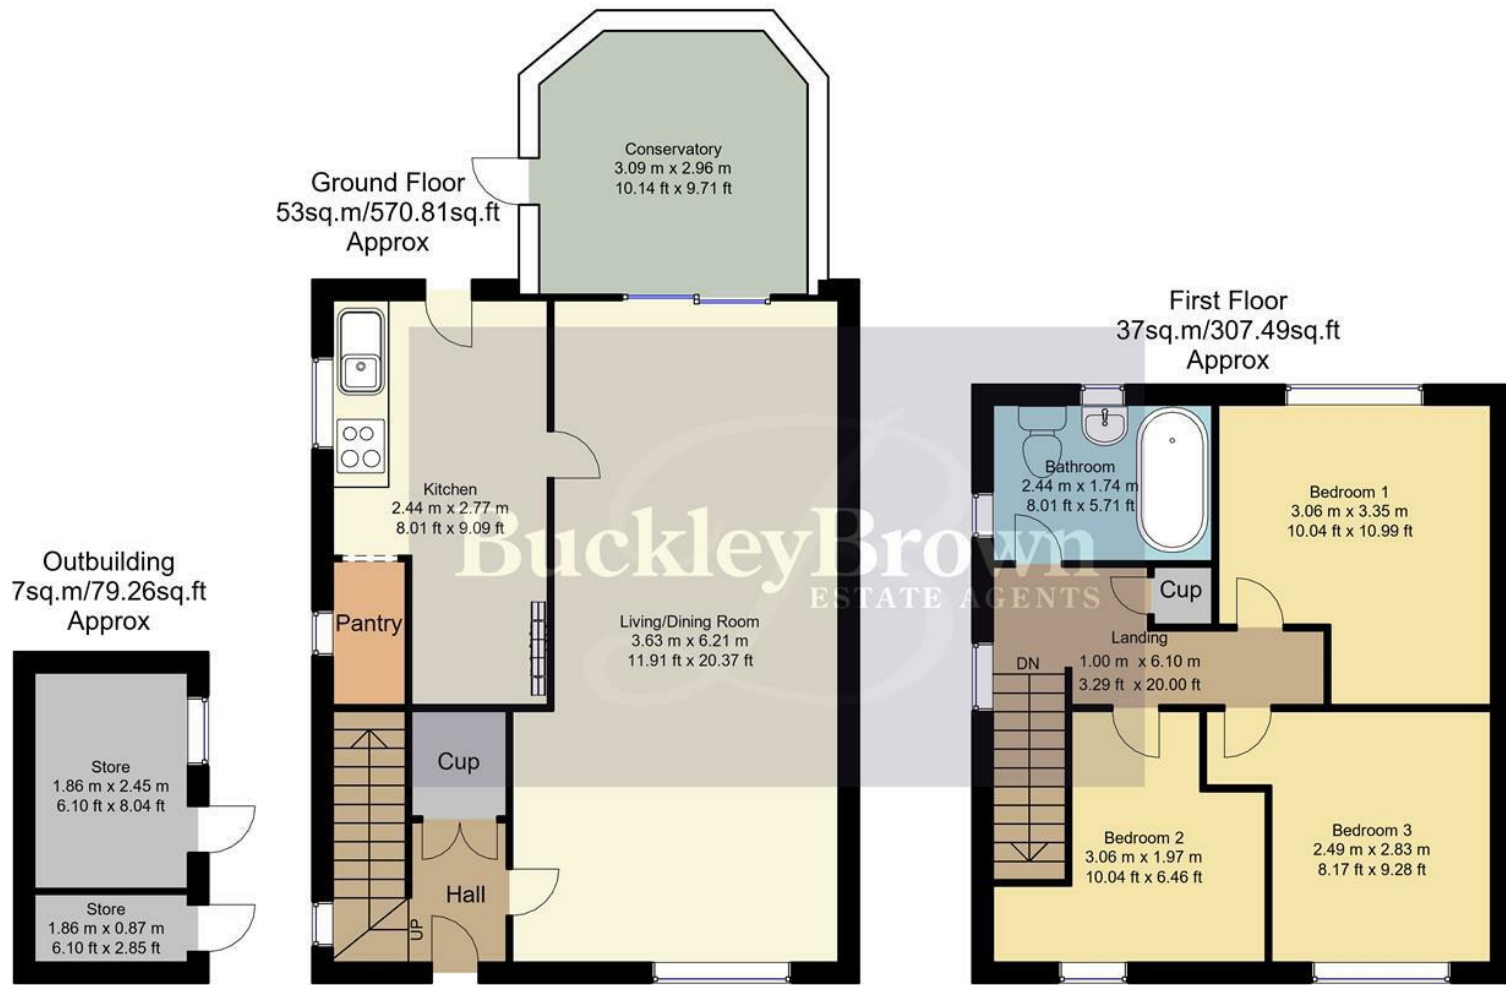 Ground Floor
53sq.m/570.81sq.ft
Approx
Conservatory
3.09 m x 2.96 m
10.14 ft x 9.71 ft
Kitchen
2.44 m x 2.77 m
8.01 ft x 9.09 ft
Pantry
Living/Dining Room
3.63 m x 6.21 m
11.91 ft x 20.37 ft
Cup
Hall
UP
Outbuilding
7sq.m/79.26sq.ft
Approx
Store
1.86 m x 2.45 m
6.10 ft x 8.04 ft
Store
1.86 m x 0.87 m
6.10 ft x 2.85 ft
First Floor
37sq.m/307.49sq.ft
Approx
Bathroom
2.44 m x 1.74 m
8.01 ft x 5.71 ft
Bedroom 1
3.06 m x 3.35 m
10.04 ft x 10.99 ft
Cup
Landing
1.00 m x 6.10 m
3.29 ft x 20.00 ft
DN
Bedroom 2
3.06 m x 1.97 m
10.04 ft x 6.46 ft
Bedroom 3
2.49 m x 2.83 m
8.17 ft x 9.28 ft
BuckleyBrown
ESTATE AGENTS